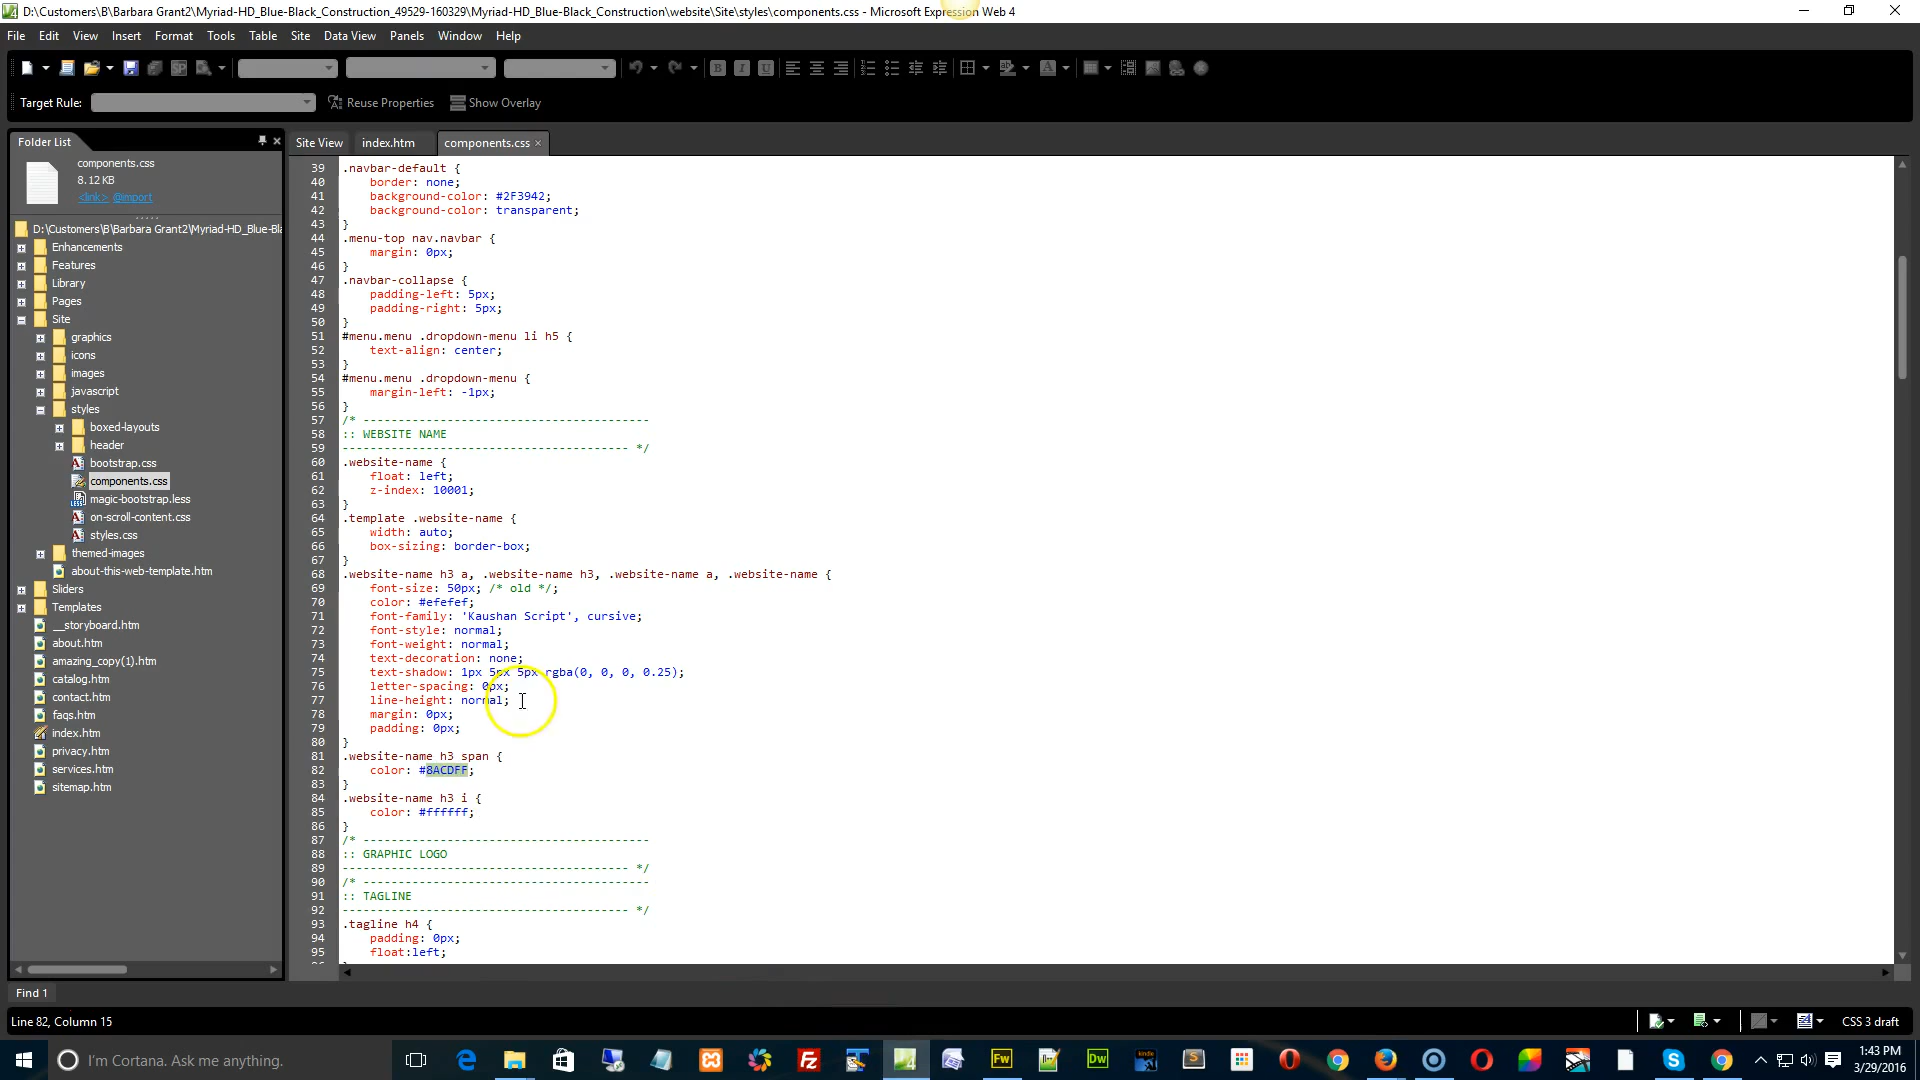 D:\Customers\B\Barbara Grant2\Myriad-HD_Blue-Black_Construction_49529-160329\Myriad-HD_Blue-Black_Construction\website\Site\styles\components.css - Microsoft Expression Web 4
File Edit View Insert Format Tools Table Site Data View Panels Window Help
Target Rule: Reuse Properties Show Overlay
Folder List
components.css
8.12 KB
<link> @import
D:\Customers\B\Barbara Grant2\Myriad-HD_Blue-Bl
Enhancements
Features
Library
Pages
Site
graphics
icons
images
javascript
styles
boxed-layouts
header
bootstrap.css
components.css
magic-bootstrap.less
on-scroll-content.css
styles.css
themed-images
about-this-web-template.htm
Sliders
Templates
__storyboard.htm
about.htm
amazing_copy(1).htm
catalog.htm
contact.htm
faqs.htm
index.htm
privacy.htm
services.htm
sitemap.htm
Site View index.htm components.css ×
39 .navbar-default {
40 border: none;
41 background-color: #2F3942;
42 background-color: transparent;
43 }
44 .menu-top nav.navbar {
45 margin: 0px;
46 }
47 .navbar-collapse {
48 padding-left: 5px;
49 padding-right: 5px;
50 }
51 #menu.menu .dropdown-menu li h5 {
52 text-align: center;
53 }
54 #menu.menu .dropdown-menu {
55 margin-left: -1px;
56 }
57 /* ----------------------------------------
58 :: WEBSITE NAME
59 ---------------------------------------- */
60 .website-name {
61 float: left;
62 z-index: 10001;
63 }
64 .template .website-name {
65 width: auto;
66 box-sizing: border-box;
67 }
68 .website-name h3 a, .website-name h3, .website-name a, .website-name {
69 font-size: 50px; /* old */;
70 color: #efefef;
71 font-family: 'Kaushan Script', cursive;
72 font-style: normal;
73 font-weight: normal;
74 text-decoration: none;
75 text-shadow: 1px 5px 5px rgba(0, 0, 0, 0.25);
76 letter-spacing: 0px;
77 line-height: normal;
78 margin: 0px;
79 padding: 0px;
80 }
81 .website-name h3 span {
82 color: #8ACDFF;
83 }
84 .website-name h3 i {
85 color: #ffffff;
86 }
87 /* ----------------------------------------
88 :: GRAPHIC LOGO
89 ---------------------------------------- */
90 /* ----------------------------------------
91 :: TAGLINE
92 ---------------------------------------- */
93 .tagline h4 {
94 padding: 0px;
95 float:left;
Find 1
Line 82, Column 15
CSS 3 draft
I'm Cortana. Ask me anything.
1:43 PM
3/29/2016